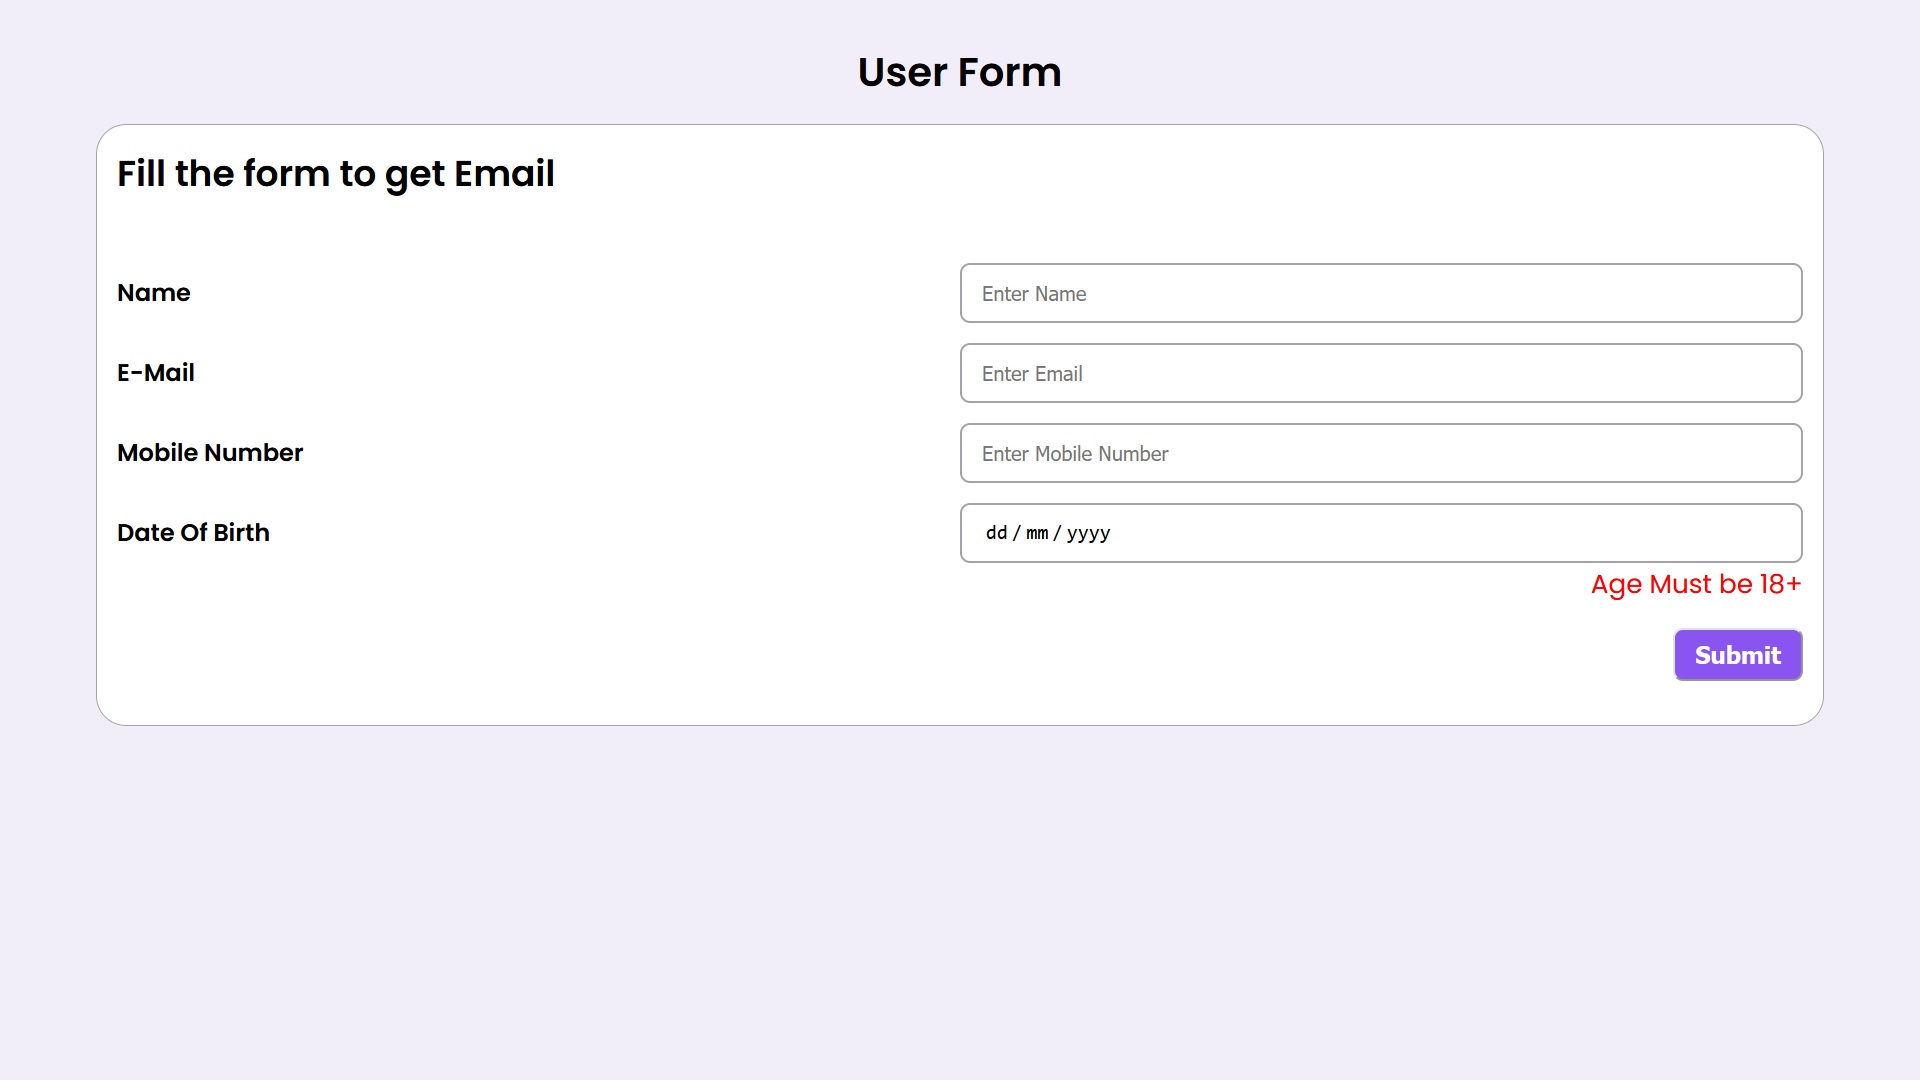 User Form
Fill the form to get Email
Name
Enter Name
E-Mail
Enter Email
Mobile Number
Enter Mobile Number
Date Of Birth
dd / mm / yyyy
Age Must be 18+
Submit